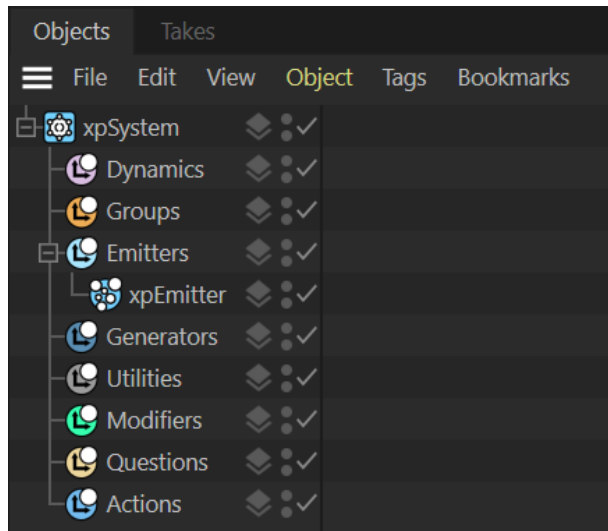 Objects Takes
File Edit View Object Tags Bookmarks
xpSystem
Dynamics
Groups
Emitters
xpEmitter
Generators
Utilities
Modifiers
Questions
Actions